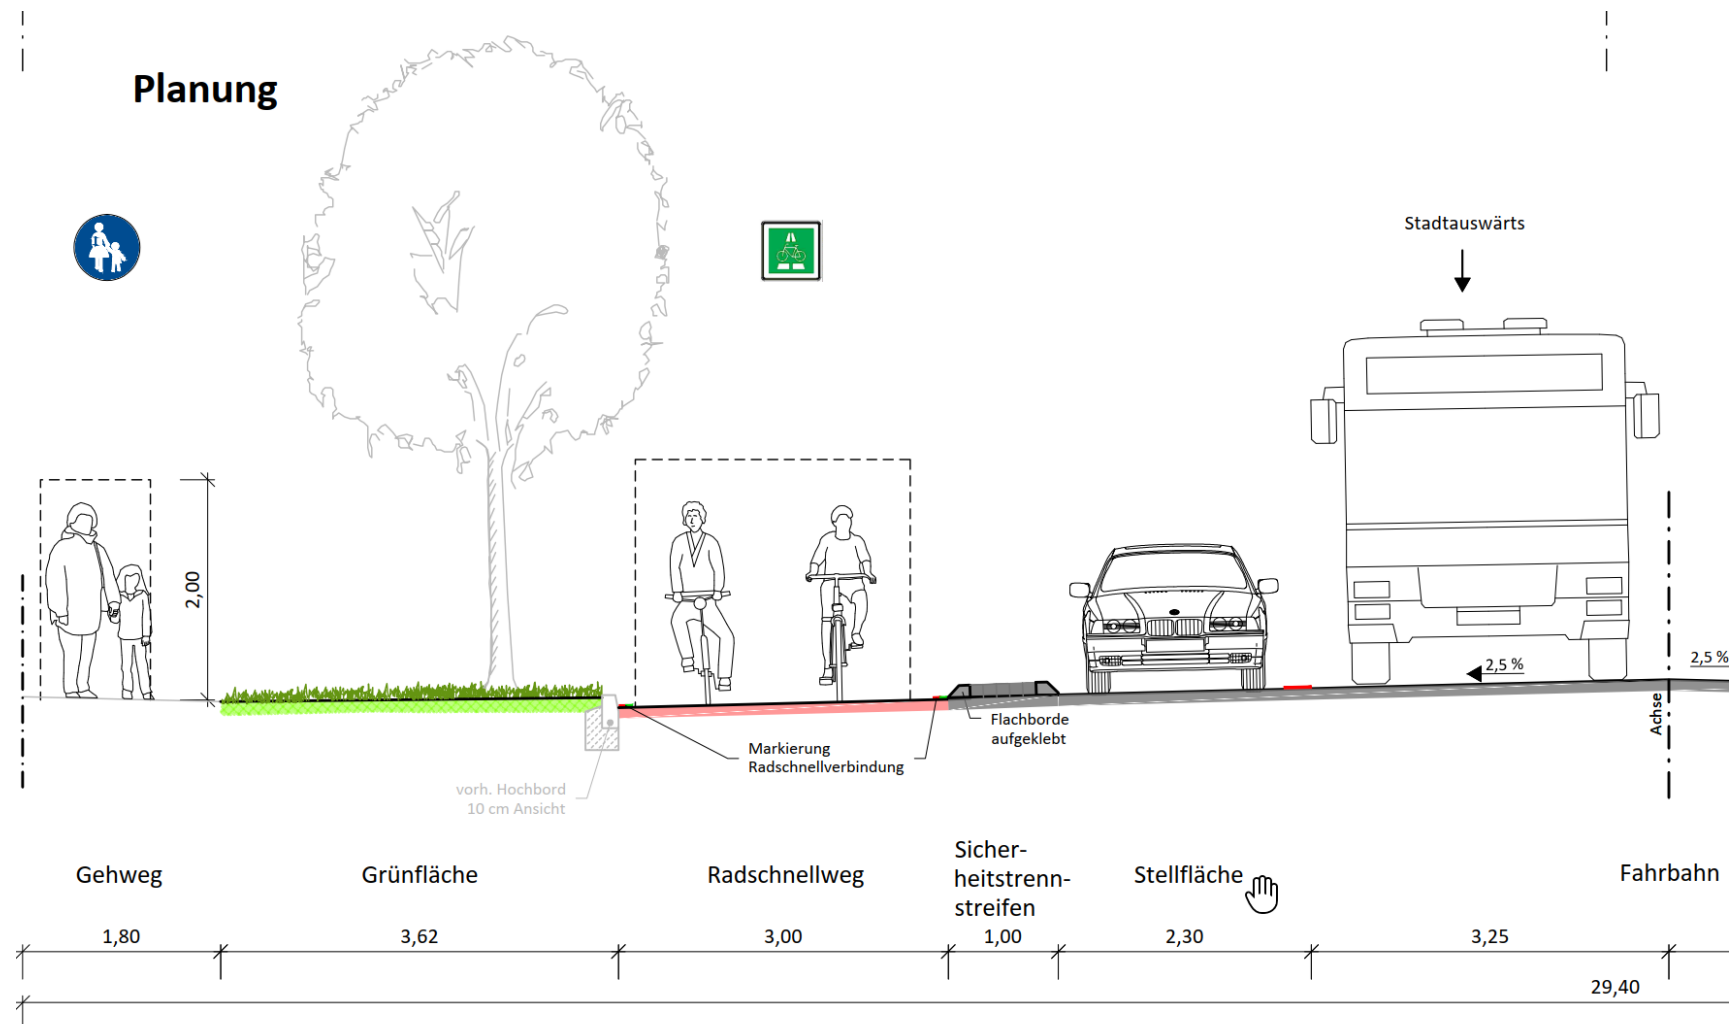 Planung
Stadtauswärts
2,00
2,5 %
2,5 %
Achse
Flachborde
aufgeklebt
Markierung
Radschnellverbindung
vorh. Hochbord
10 cm Ansicht
Gehweg
Grünfläche
Radschnellweg
Sicher-
heitstrenn-
streifen
Stellfläche
Fahrbahn
1,80
3,62
3,00
1,00
2,30
3,25
29,40